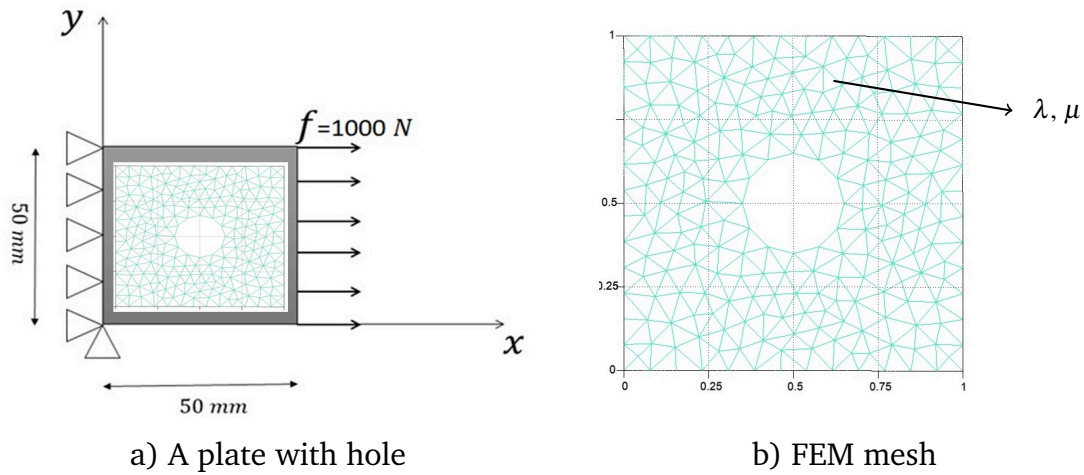 y
f =1000 N
50 mm
x
50 mm
a) A plate with hole
1
0.5
0.25
0
0
0.25
0.5
0.75
1
λ, μ
b) FEM mesh